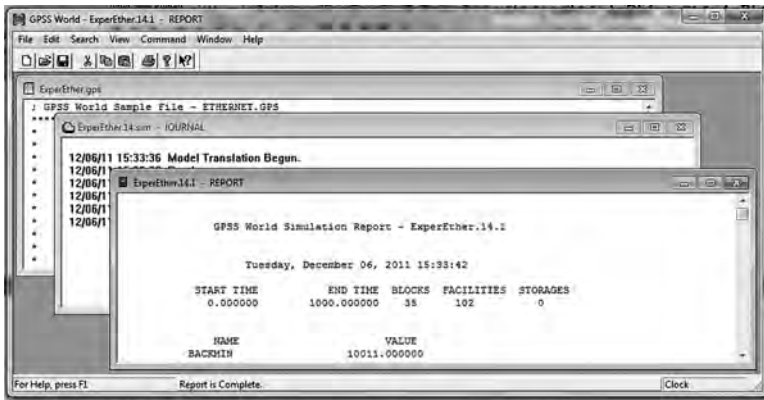 GPSS World - ExperEther.14.1 - REPORT
File Edit Search View Command Window Help
ExperEther.gps
; GPSS World Sample File - ETHERNET.GPS
ExperEther.14.sim - JOURNAL
12/06/11 15:33:36 Model Translation Begun.
12/06/11
12/06/1
12/06/1
12/06/1
12/06/1
ExperEther.14.1 - REPORT
GPSS World Simulation Report - ExperEther.14.1
Tuesday, December 06, 2011 15:33:42
START TIME END TIME BLOCKS FACILITIES STORAGES
0.000000 1000.000000 35 102 0
NAME VALUE
BACKMIN 10011.000000
For Help, press F1 Report is Complete. Clock